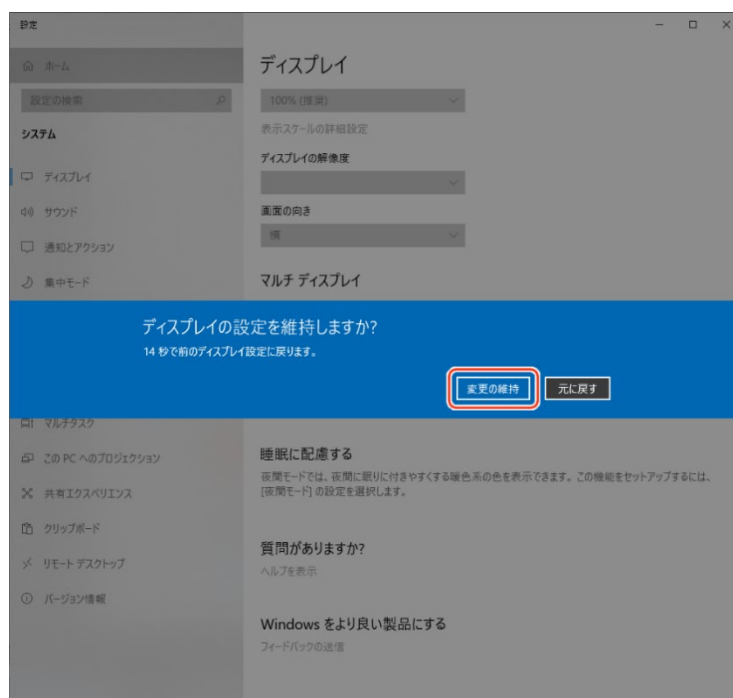 設定
ホーム
設定の検索
システム
ディスプレイ
サウンド
通知とアクション
集中モード
マルチタスク
この PC へのプロジェクション
共有エクスペリエンス
クリップボード
リモート デスクトップ
バージョン情報
ディスプレイ
100% (推奨)
表示スケールの詳細設定
ディスプレイの解像度
画面の向き
横
マルチ ディスプレイ
ディスプレイの設定を維持しますか?
14 秒で前のディスプレイ設定に戻ります。
変更の維持
元に戻す
睡眠に配慮する
夜間モードでは、夜間に眠りに付きやすくする暖色系の色を表示できます。この機能をセットアップするには、
[夜間モード] の設定を選択します。
質問がありますか?
ヘルプを表示
Windows をより良い製品にする
フィードバックの送信